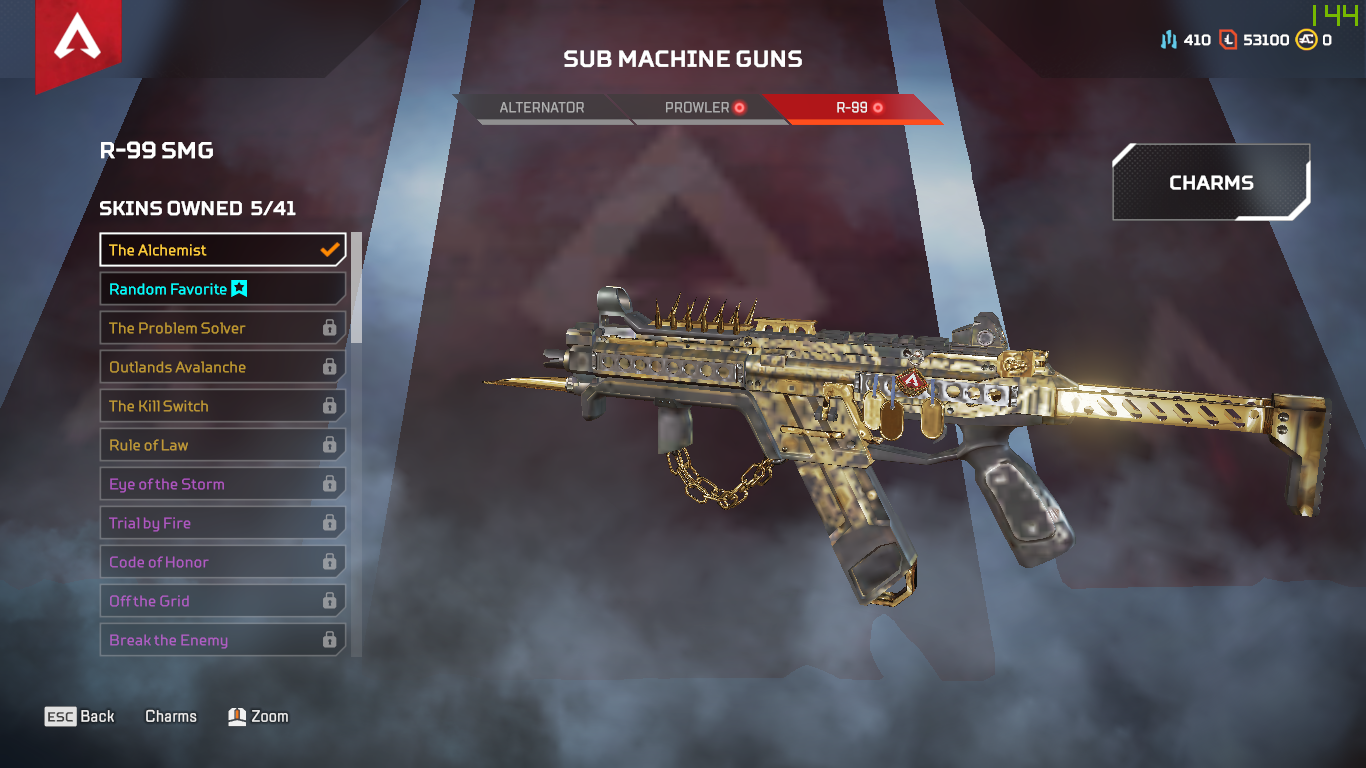 144
410 53100 0
SUB MACHINE GUNS
ALTERNATOR PROWLER R-99
R-99 SMG
CHARMS
SKINS OWNED 5/41
The Alchemist
Random Favorite
The Problem Solver
Outlands Avalanche
The Kill Switch
Rule of Law
Eye of the Storm
Trial by Fire
Code of Honor
Off the Grid
Break the Enemy
ESC Back Charms Zoom